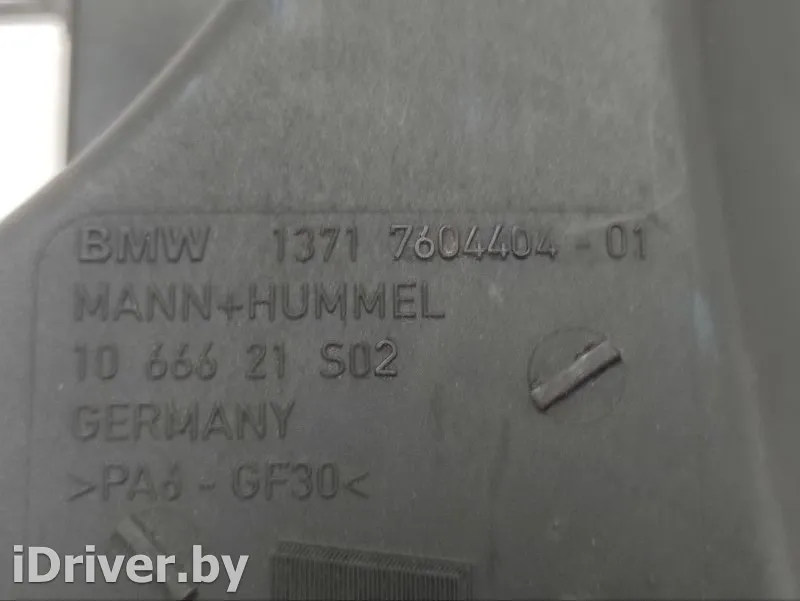 BMW 1371 7604404-01
MANN+HUMMEL
10 666 21 S02
GERMANY
>PA6-GF30<
iDriver.by